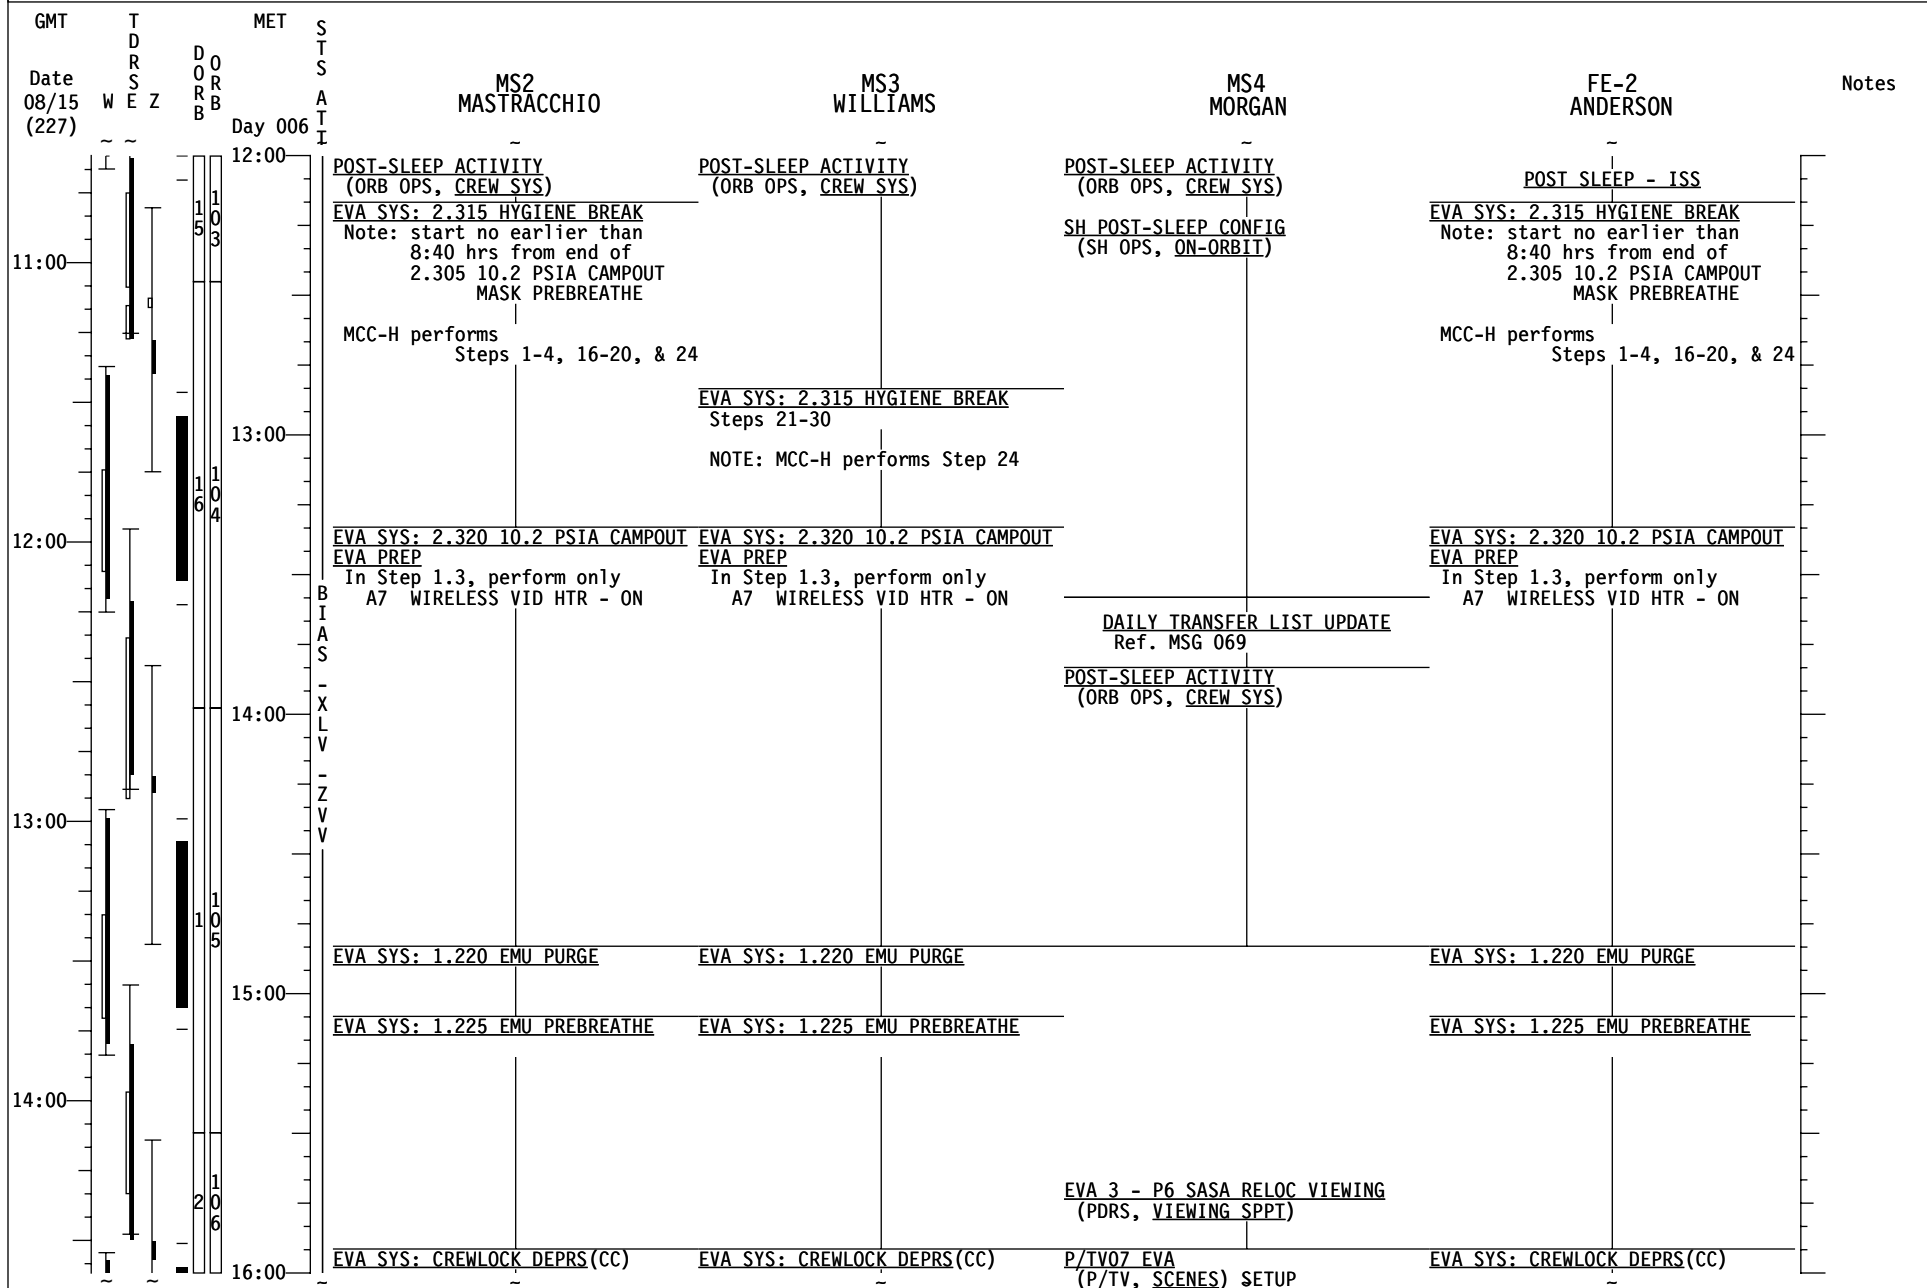 GMT
TDRS
MET
STS ATT
Date
08/15
(227)
W E Z
DORB
ORB
Day 006
MS2
MASTRACCHIO
MS3
WILLIAMS
MS4
MORGAN
FE-2
ANDERSON
Notes
~ ~
~ ~ ~ ~
12:00
13:00
14:00
15:00
16:00
11:00
12:00
13:00
14:00
15
16
1
2
103
104
105
106
BIAS -XLV -ZVV
POST-SLEEP ACTIVITY
(ORB OPS, CREW SYS)
EVA SYS: 2.315 HYGIENE BREAK
Note: start no earlier than
8:40 hrs from end of
2.305 10.2 PSIA CAMPOUT
MASK PREBREATHE
MCC-H performs
Steps 1-4, 16-20, & 24
EVA SYS: 2.320 10.2 PSIA CAMPOUT
EVA PREP
In Step 1.3, perform only
A7 WIRELESS VID HTR - ON
EVA SYS: 1.220 EMU PURGE
EVA SYS: 1.225 EMU PREBREATHE
EVA SYS: CREWLOCK DEPRS(CC)
POST-SLEEP ACTIVITY
(ORB OPS, CREW SYS)
EVA SYS: 2.315 HYGIENE BREAK
Steps 21-30
NOTE: MCC-H performs Step 24
EVA SYS: 2.320 10.2 PSIA CAMPOUT
EVA PREP
In Step 1.3, perform only
A7 WIRELESS VID HTR - ON
EVA SYS: 1.220 EMU PURGE
EVA SYS: 1.225 EMU PREBREATHE
EVA SYS: CREWLOCK DEPRS(CC)
POST-SLEEP ACTIVITY
(ORB OPS, CREW SYS)
SH POST-SLEEP CONFIG
(SH OPS, ON-ORBIT)
DAILY TRANSFER LIST UPDATE
Ref. MSG 069
POST-SLEEP ACTIVITY
(ORB OPS, CREW SYS)
EVA 3 - P6 SASA RELOC VIEWING
(PDRS, VIEWING SPPT)
P/TV07 EVA
(P/TV, SCENES) SETUP
POST SLEEP - ISS
EVA SYS: 2.315 HYGIENE BREAK
Note: start no earlier than
8:40 hrs from end of
2.305 10.2 PSIA CAMPOUT
MASK PREBREATHE
MCC-H performs
Steps 1-4, 16-20, & 24
EVA SYS: 2.320 10.2 PSIA CAMPOUT
EVA PREP
In Step 1.3, perform only
A7 WIRELESS VID HTR - ON
EVA SYS: 1.220 EMU PURGE
EVA SYS: 1.225 EMU PREBREATHE
EVA SYS: CREWLOCK DEPRS(CC)
~ ~ ~ ~ ~ ~ ~